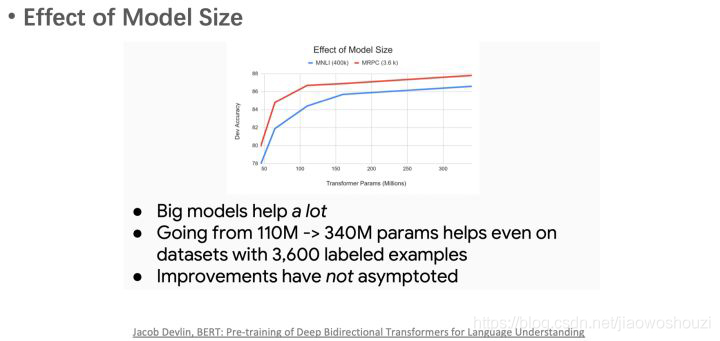 • Effect of Model Size
Effect of Model Size
MNLI (400k) MRPC (3.6 k)
Dev Accuracy
88
86
84
82
80
78
50 100 150 200 250 300
Transformer Params (Millions)
● Big models help a lot
● Going from 110M -> 340M params helps even on
datasets with 3,600 labeled examples
● Improvements have not asymptoted
https://blog.csdn.net/jiaowoshouzi
Jacob Devlin, BERT: Pre-training of Deep Bidirectional Transformers for Language Understanding